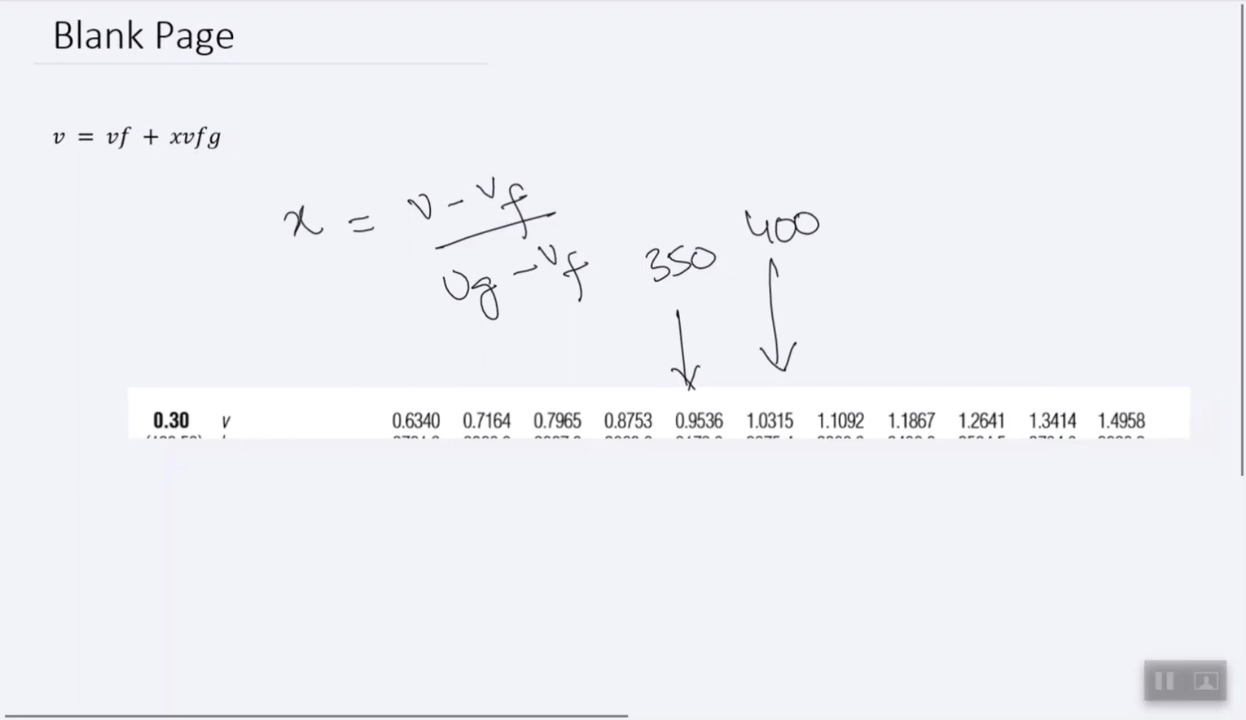 Blank Page
v = vf + xvfg
x = v - vf
vg - vf
350
400
0.30 v 0.6340 0.7164 0.7965 0.8753 0.9536 1.0315 1.1092 1.1867 1.2641 1.3414 1.4958